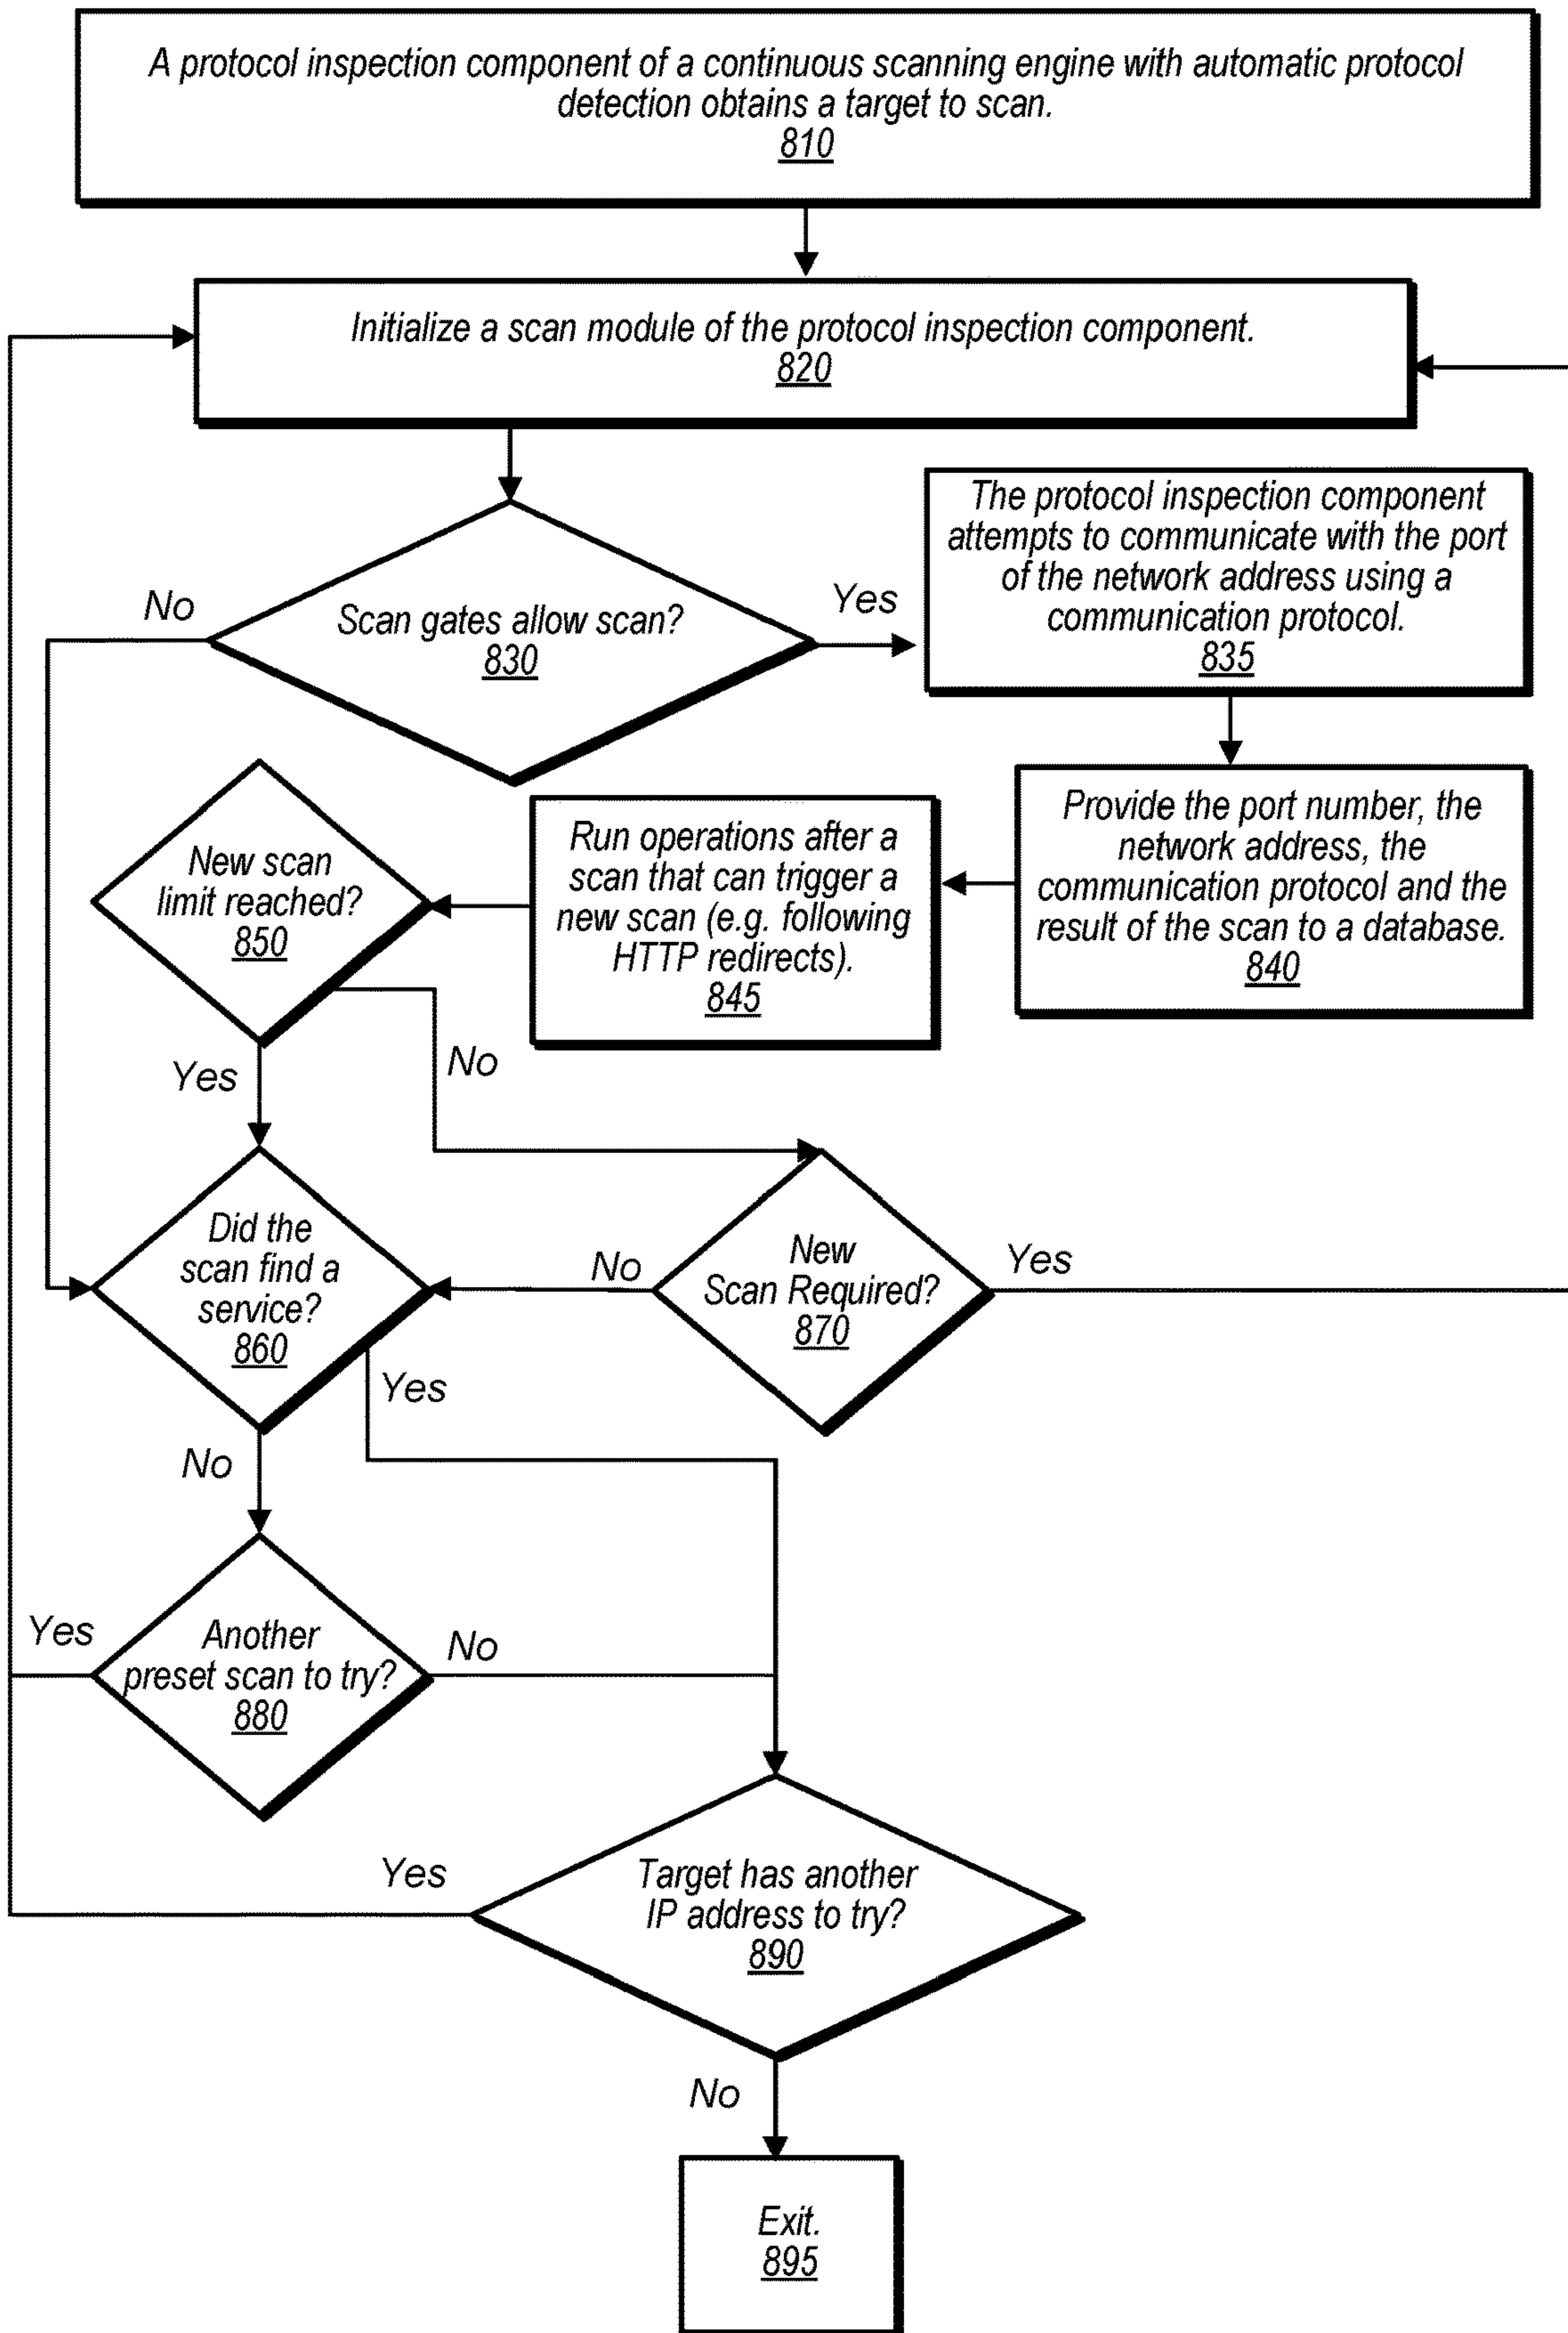 A protocol inspection component of a continuous scanning engine with automatic protocol
detection obtains a target to scan.
810
Initialize a scan module of the protocol inspection component.
820
No
Scan gates allow scan?
830
Yes
The protocol inspection component
attempts to communicate with the port
of the network address using a
communication protocol.
835
Provide the port number, the
network address, the
communication protocol and the
result of the scan to a database.
840
Run operations after a
scan that can trigger a
new scan (e.g. following
HTTP redirects).
845
New scan
limit reached?
850
Yes
No
Did the
scan find a
service?
860
No
New
Scan Required?
870
Yes
Yes
No
Yes
Another
preset scan to try?
880
No
Yes
Target has another
IP address to try?
890
No
Exit.
895